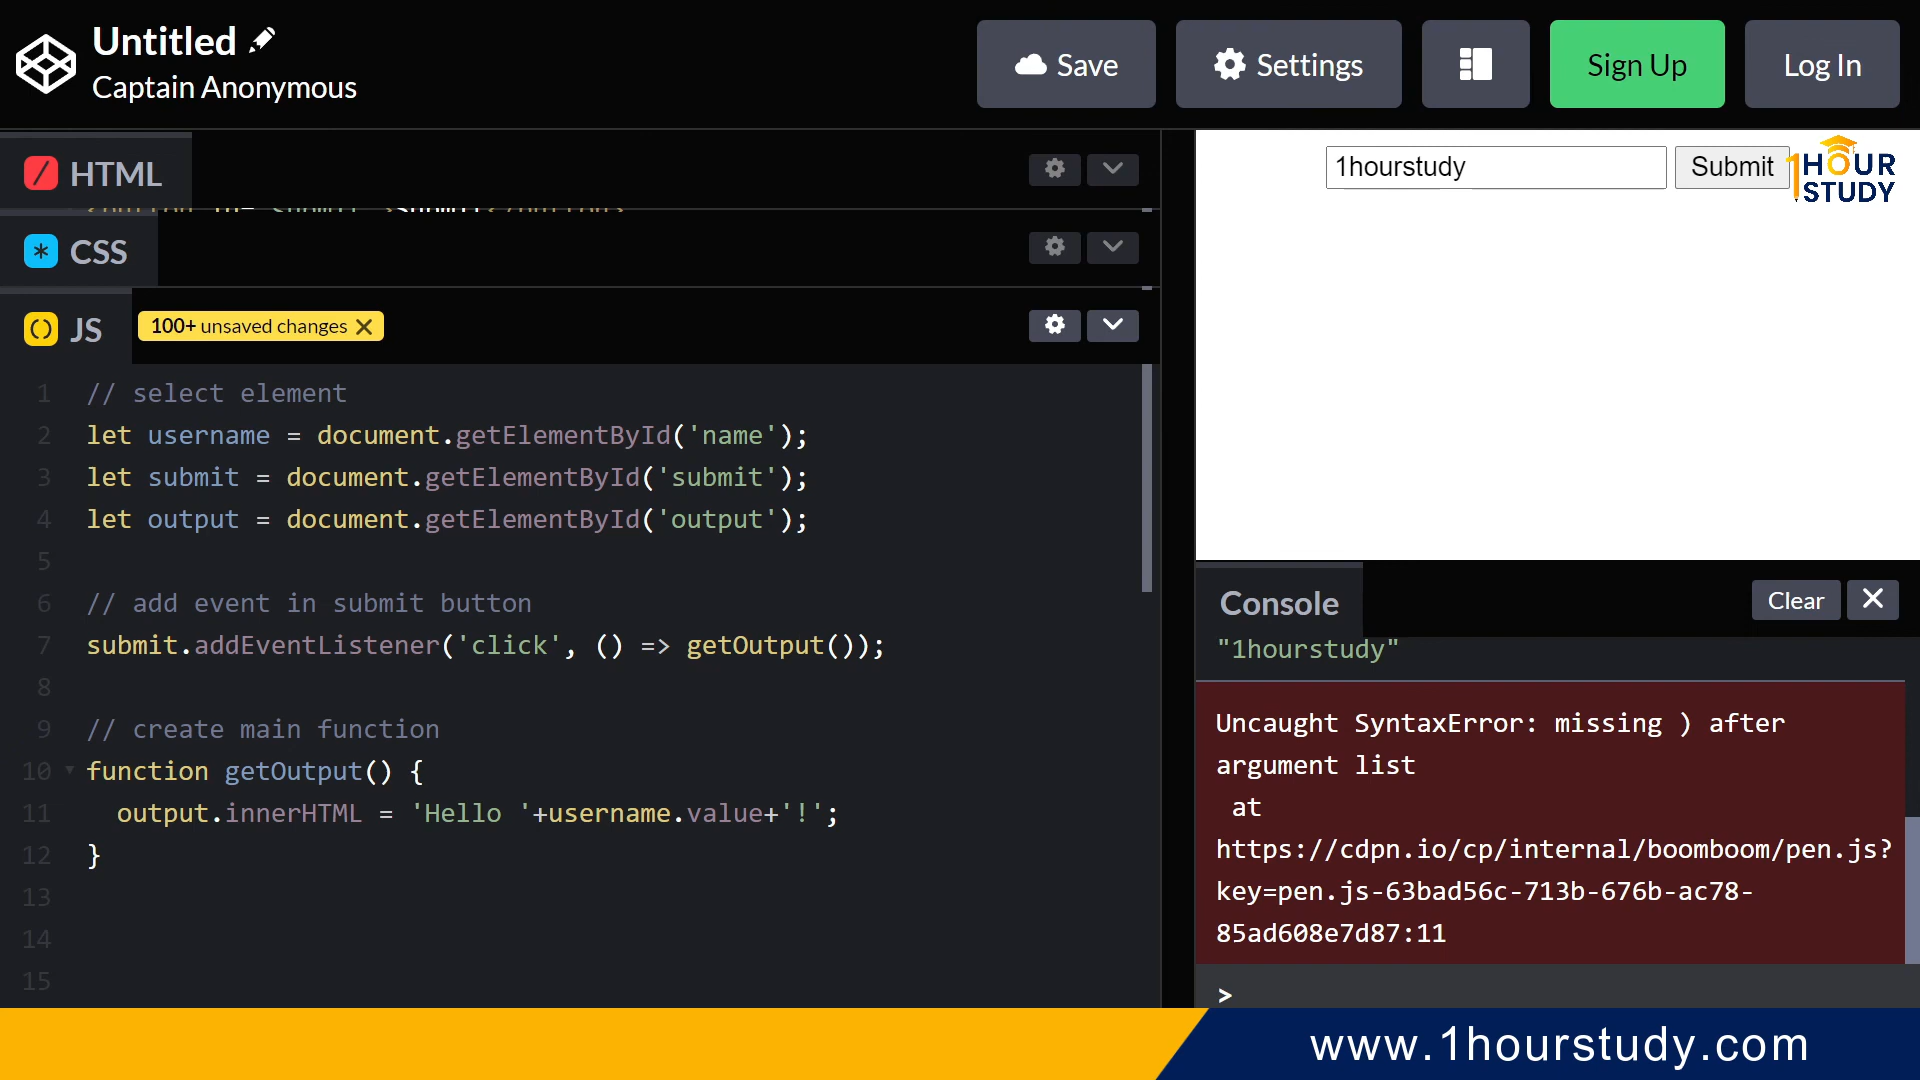 Untitled
Captain Anonymous
Save
Settings
Sign Up
Log In
HTML
CSS
JS
100+ unsaved changes
1 // select element
2 let username = document.getElementById('name');
3 let submit = document.getElementById('submit');
4 let output = document.getElementById('output');
5
6 // add event in submit button
7 submit.addEventListener('click', () => getOutput());
8
9 // create main function
10 function getOutput() {
11 output.innerHTML = 'Hello '+username.value+'!';
12 }
13
14
15
1hourstudy
Submit
1HOUR
STUDY
Console
Clear
"1hourstudy"
Uncaught SyntaxError: missing ) after
argument list
at
https://cdpn.io/cp/internal/boomboom/pen.js?
key=pen.js-63bad56c-713b-676b-ac78-
85ad608e7d87:11
>
www.1hourstudy.com